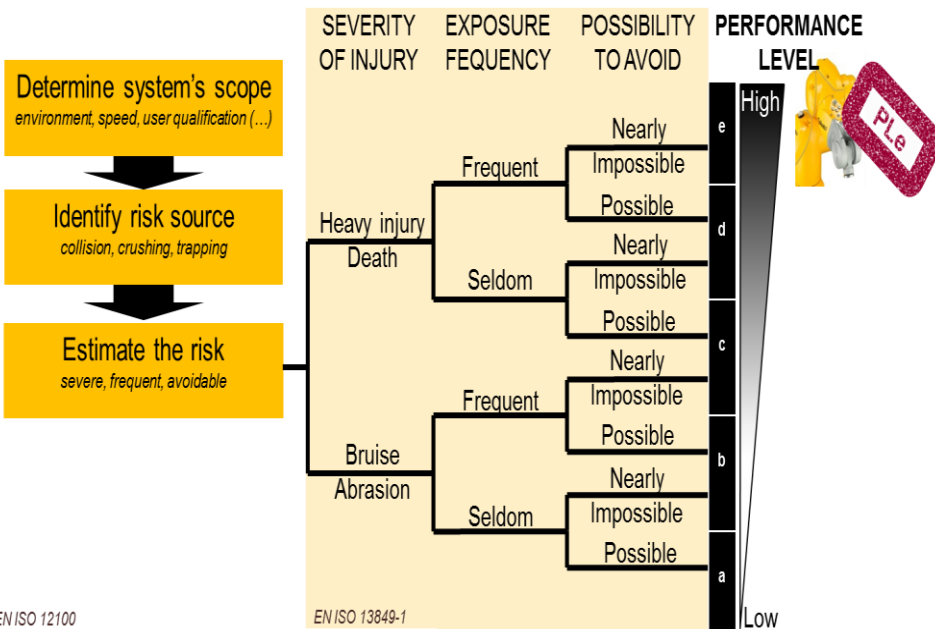 SEVERITY
OF INJURY
EXPOSURE
FEQUENCY
POSSIBILITY
TO AVOID
PERFORMANCE
LEVEL
Determine system's scope
environment, speed, user qualification (…)
Identify risk source
collision, crushing, trapping
Estimate the risk
severe, frequent, avoidable
Heavy injury
Death
Bruise
Abrasion
Frequent
Seldom
Frequent
Seldom
Nearly
Impossible
Possible
Nearly
Impossible
Possible
Nearly
Impossible
Possible
Nearly
Impossible
Possible
e
d
c
b
a
High
Low
PLe
EN ISO 12100
EN ISO 13849-1